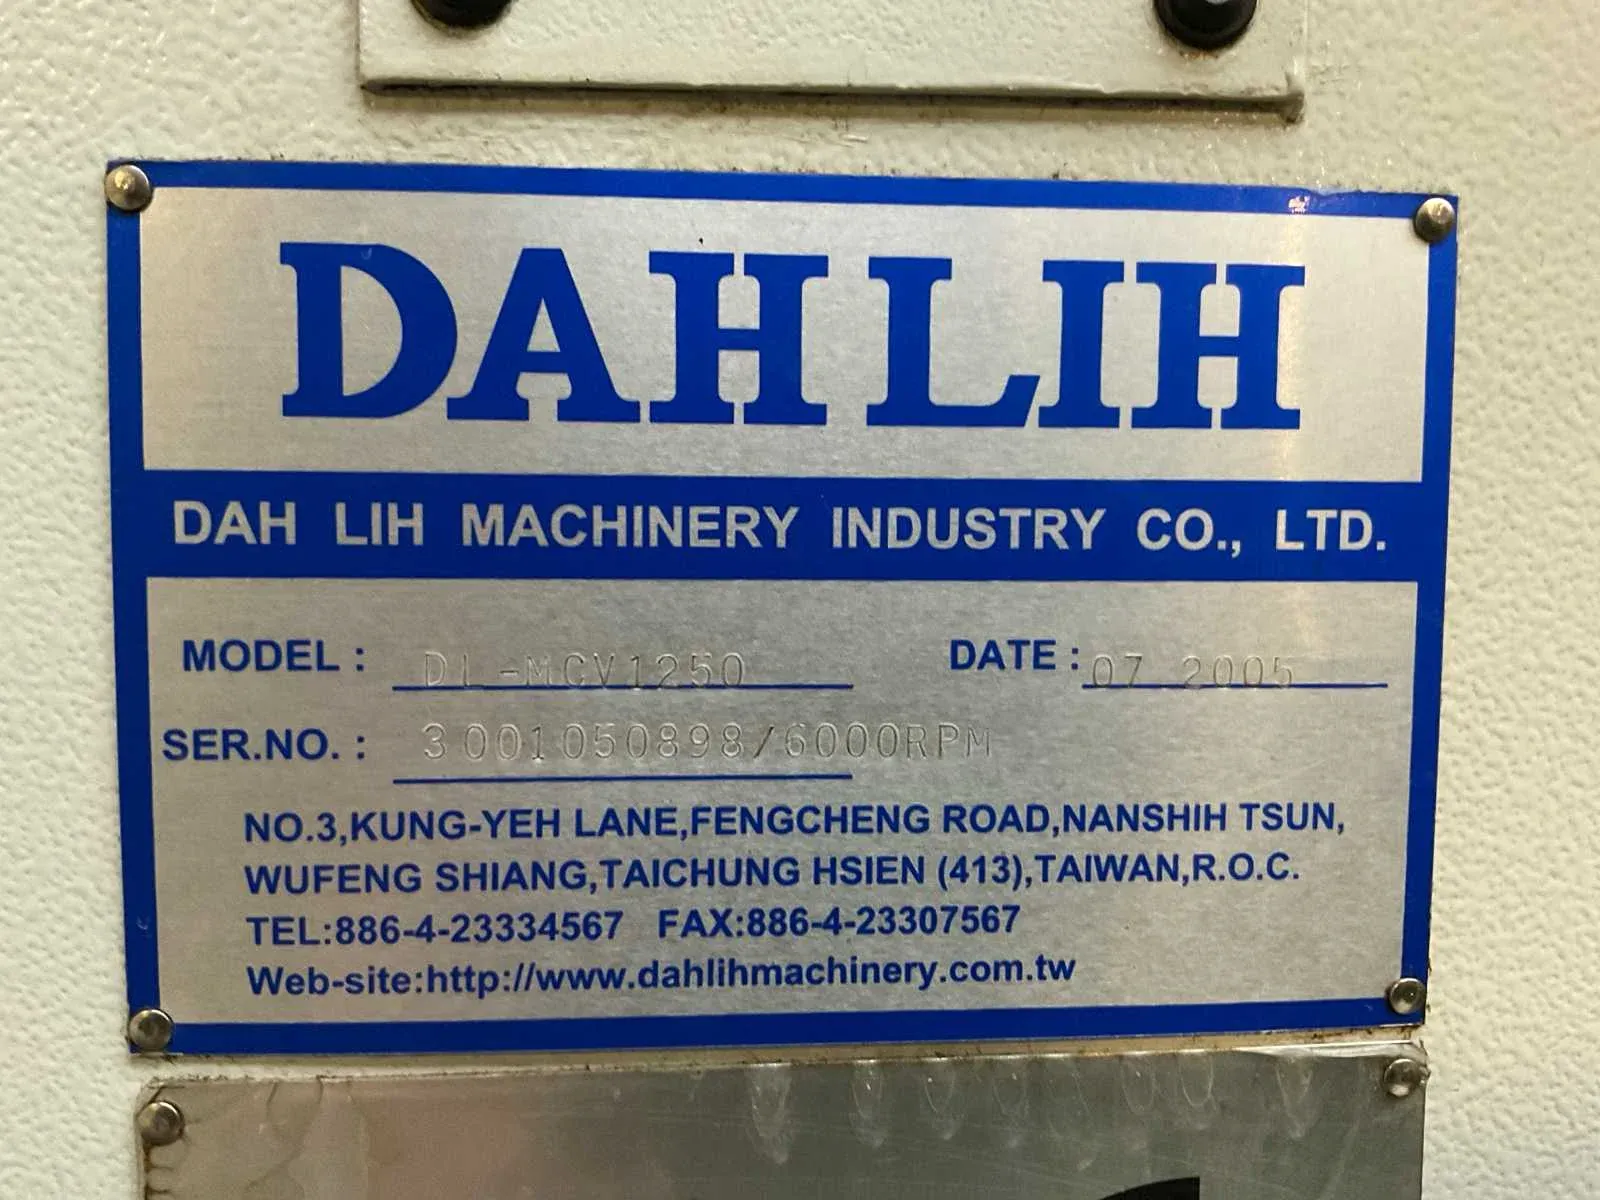 DAH LIH
DAH LIH MACHINERY INDUSTRY CO., LTD.
MODEL : DL-MCV1250 DATE : 07 2005
SER.NO. : 3001050898/6000RPM
NO.3,KUNG-YEH LANE,FENGCHENG ROAD,NANSHIH TSUN,
WUFENG SHIANG,TAICHUNG HSIEN (413),TAIWAN,R.O.C.
TEL:886-4-23334567 FAX:886-4-23307567
Web-site:http://www.dahlihmachinery.com.tw